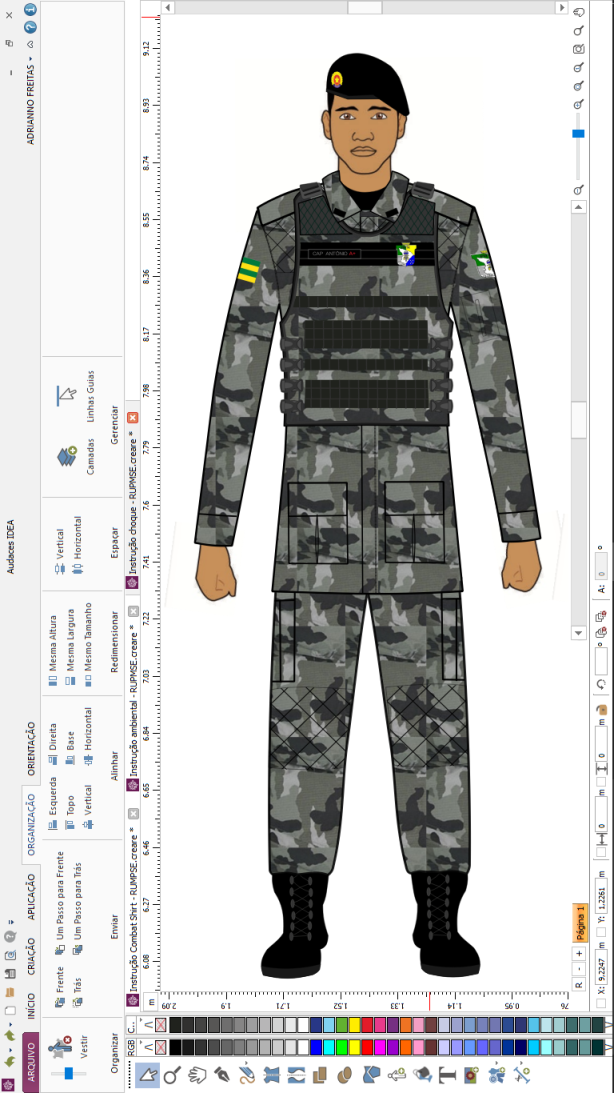 Audaces IDEA
ADRIANNO FREITAS
ARQUIVO
INÍCIO
CRIAÇÃO
APLICAÇÃO
ORGANIZAÇÃO
ORIENTAÇÃO
Vestir
Organizar
Frente
Um Passo para Frente
Trás
Um Passo para Trás
Enviar
Esquerda
Direita
Topo
Base
Vertical
Horizontal
Alinhar
Mesma Altura
Mesma Largura
Mesmo Tamanho
Redimensionar
Vertical
Horizontal
Espaçar
Camadas
Linhas Guias
Gerenciar
Instrução Combat Shirt - RUMPSE.creare *
Instrução ambiental - RUPMSE.creare *
Instrução choque - RUPMSE.creare *
m
6.08
6.27
6.46
6.65
6.84
7.03
7.22
7.41
7.6
7.79
7.98
8.17
8.36
8.55
8.74
8.93
9.12
2.09
1.9
1.71
1.52
1.33
1.14
0.95
.76
CAP ANTÔNIO
RGB
C..
R - +
Página 1
X: 9.2247 m
Y: 1.2261 m
0 m
0 m
A: 0 °